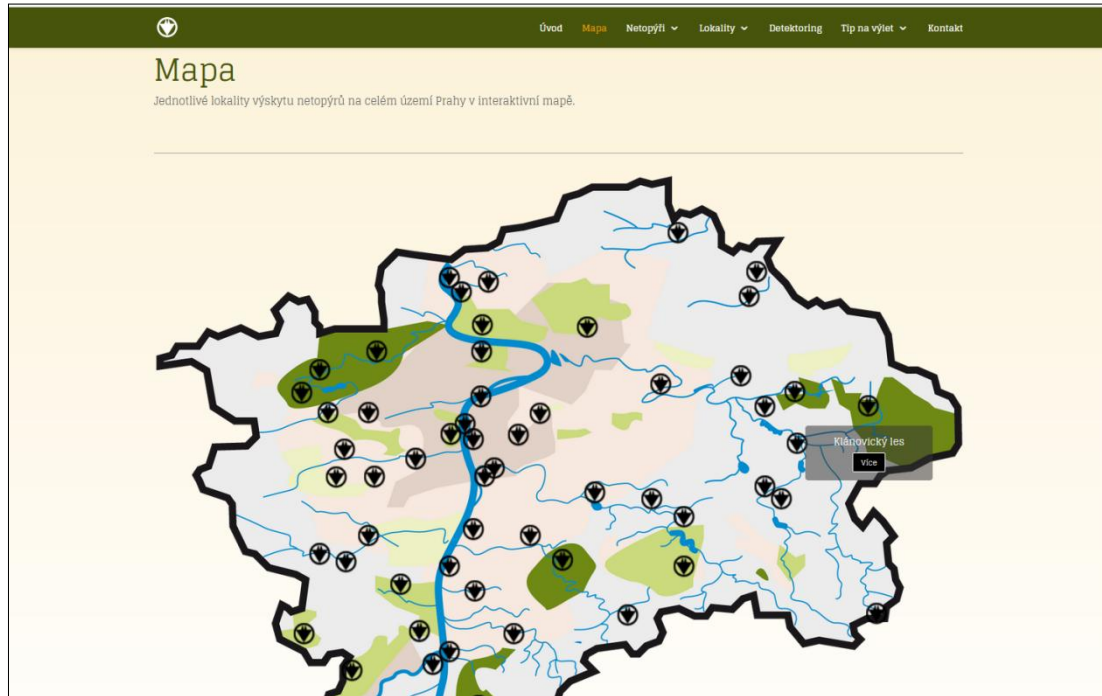 Úvod Mapa Netopýři Lokality Detektoring Tip na výlet Kontakt
Mapa
Jednotlivé lokality výskytu netopýrů na celém území Prahy v interaktivní mapě.
Klánovický les
Více